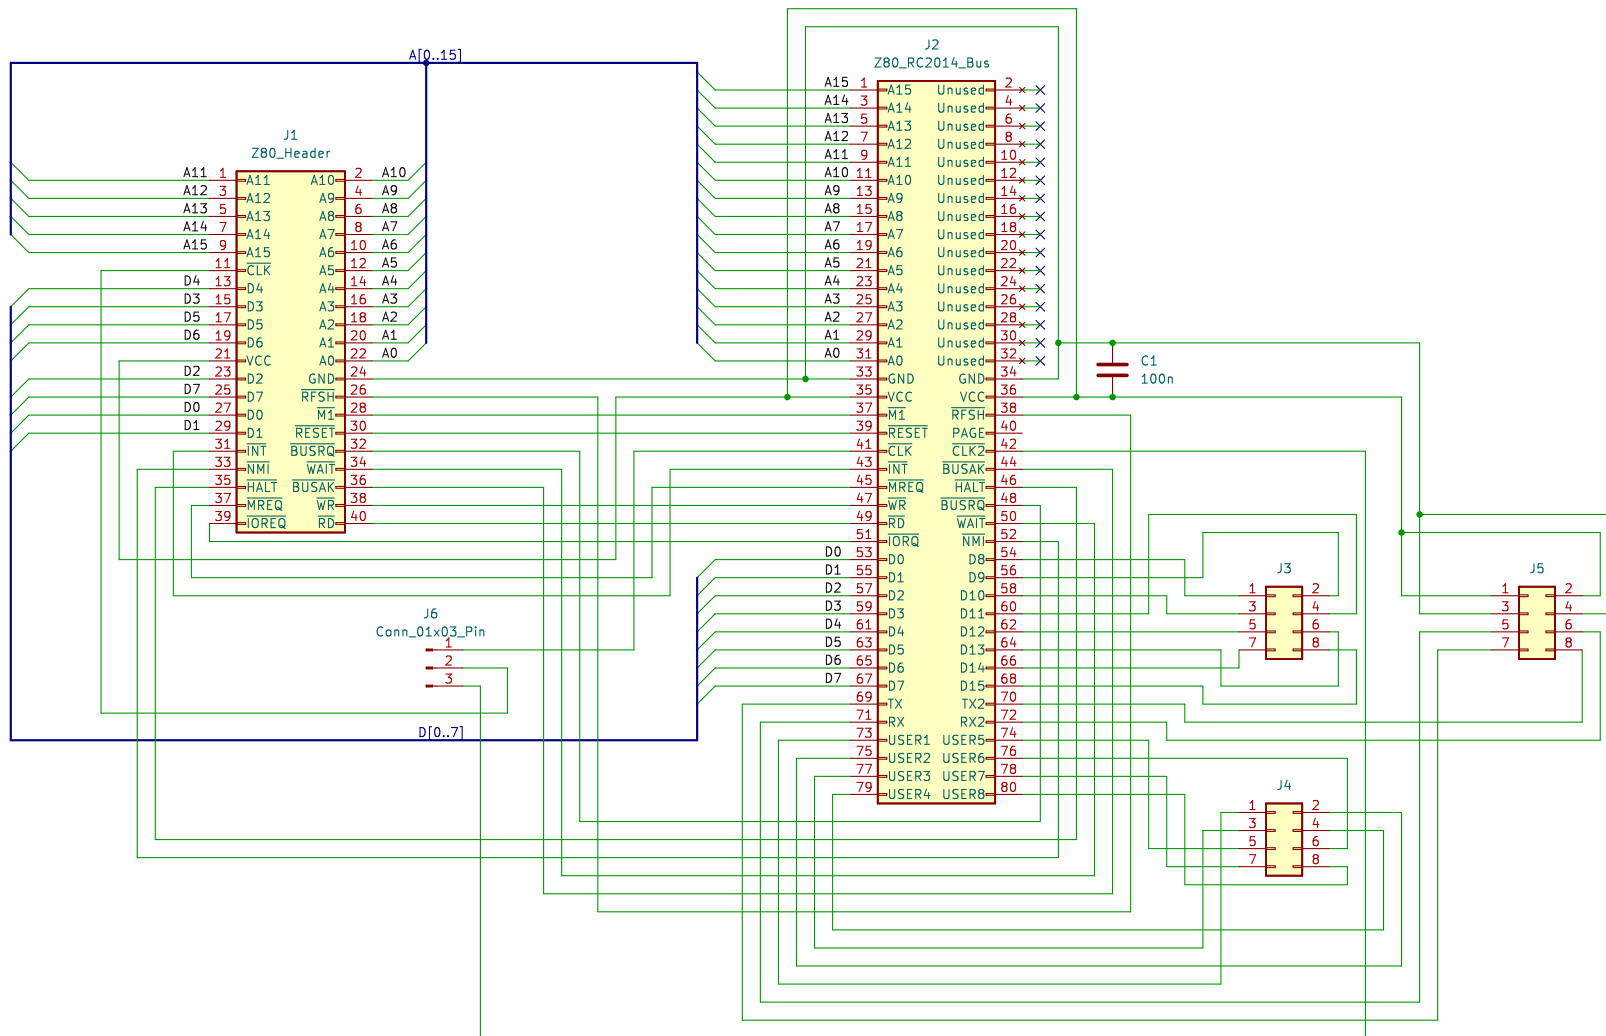 A[0..15]
J1
Z80_Header
A11 1 A11 A10 2 A10
A12 3 A12 A9 4 A9
A13 5 A13 A8 6 A8
A14 7 A14 A7 8 A7
A15 9 A15 A6 10 A6
11 CLK A5 12 A5
D4 13 D4 A4 14 A4
D3 15 D3 A3 16 A3
D5 17 D5 A2 18 A2
D6 19 D6 A1 20 A1
21 VCC A0 22 A0
D2 23 D2 GND 24
D7 25 D7 RFSH 26
D0 27 D0 M1 28
D1 29 D1 RESET 30
31 INT BUSRQ 32
33 NMI WAIT 34
35 HALT BUSAK 36
37 MREQ WR 38
39 IOREQ RD 40
J6
Conn_01x03_Pin
1
2
3
D[0..7]
J2
Z80_RC2014_Bus
A15 1 A15 Unused 2
A14 3 A14 Unused 4
A13 5 A13 Unused 6
A12 7 A12 Unused 8
A11 9 A11 Unused 10
A10 11 A10 Unused 12
A9 13 A9 Unused 14
A8 15 A8 Unused 16
A7 17 A7 Unused 18
A6 19 A6 Unused 20
A5 21 A5 Unused 22
A4 23 A4 Unused 24
A3 25 A3 Unused 26
A2 27 A2 Unused 28
A1 29 A1 Unused 30
A0 31 A0 Unused 32
33 GND GND 34
35 VCC VCC 36
37 M1 RFSH 38
39 RESET PAGE 40
41 CLK CLK2 42
43 INT BUSAK 44
45 MREQ HALT 46
47 WR BUSRQ 48
49 RD WAIT 50
51 IORQ NMI 52
D0 53 D0 D8 54
D1 55 D1 D9 56
D2 57 D2 D10 58
D3 59 D3 D11 60
D4 61 D4 D12 62
D5 63 D5 D13 64
D6 65 D6 D14 66
D7 67 D7 D15 68
69 TX TX2 70
71 RX RX2 72
73 USER1 USER5 74
75 USER2 USER6 76
77 USER3 USER7 78
79 USER4 USER8 80
C1
100n
J3
1 2
3 4
5 6
7 8
J5
1 2
3 4
5 6
7 8
J4
1 2
3 4
5 6
7 8